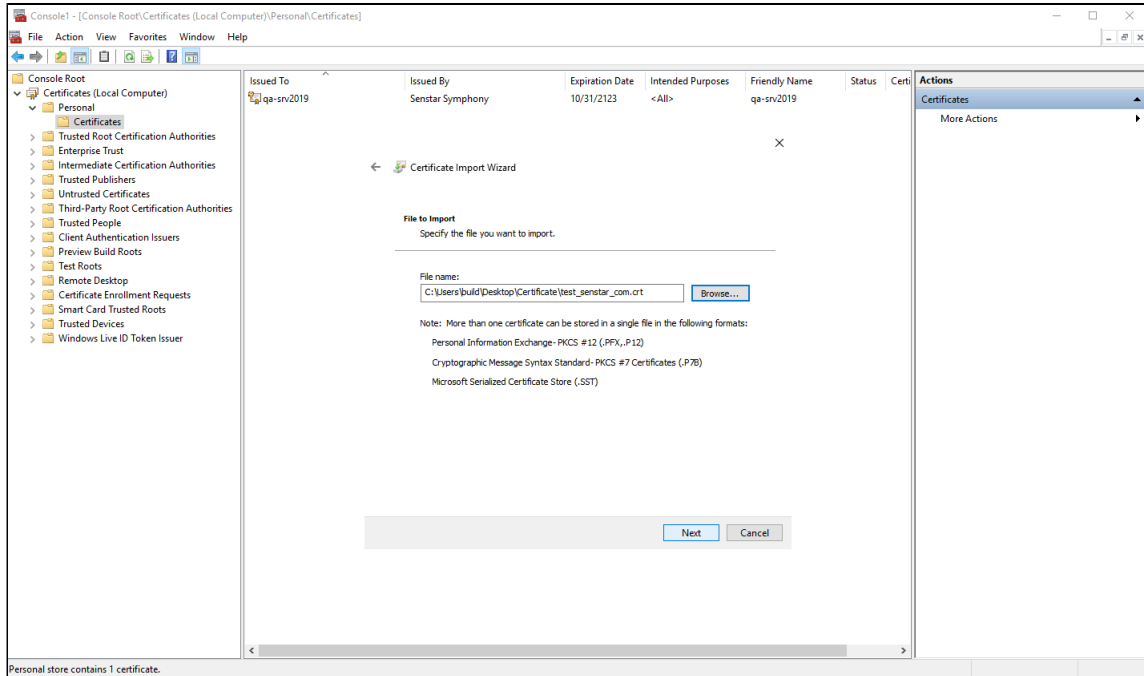 Console1 - [Console Root\Certificates (Local Computer)\Personal\Certificates]
File Action View Favorites Window Help
Console Root
Certificates (Local Computer)
Personal
Certificates
Trusted Root Certification Authorities
Enterprise Trust
Intermediate Certification Authorities
Trusted Publishers
Untrusted Certificates
Third-Party Root Certification Authorities
Trusted People
Client Authentication Issuers
Preview Build Roots
Test Roots
Remote Desktop
Certificate Enrollment Requests
Smart Card Trusted Roots
Trusted Devices
Windows Live ID Token Issuer
Issued To Issued By Expiration Date Intended Purposes Friendly Name Status Certi
qa-srv2019 Senstar Symphony 10/31/2123 <All> qa-srv2019
Certificate Import Wizard
File to Import
Specify the file you want to import.
File name:
C:\Users\build\Desktop\Certificate\test_senstar_com.crt Browse...
Note: More than one certificate can be stored in a single file in the following formats:
Personal Information Exchange- PKCS #12 (.PFX,.P12)
Cryptographic Message Syntax Standard- PKCS #7 Certificates (.P7B)
Microsoft Serialized Certificate Store (.SST)
Next Cancel
Actions
Certificates
More Actions
Personal store contains 1 certificate.